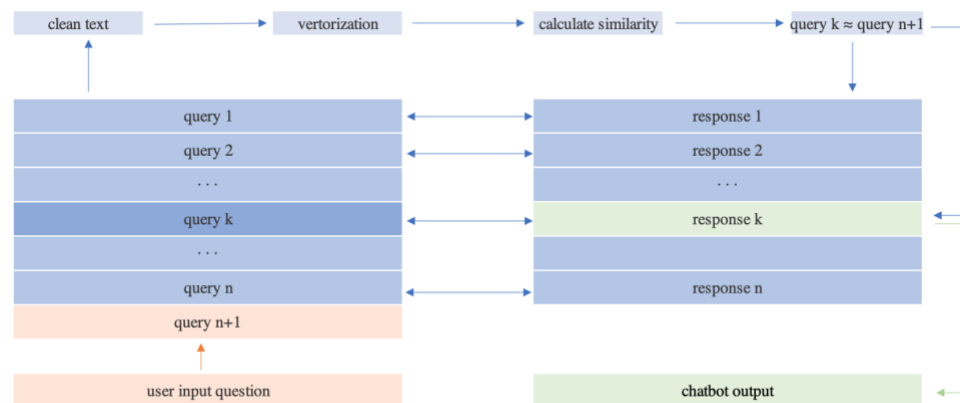 clean text
vertorization
calculate similarity
query k ≈ query n+1
query 1
response 1
query 2
response 2
. . .
. . .
query k
response k
. . .
query n
response n
query n+1
user input question
chatbot output